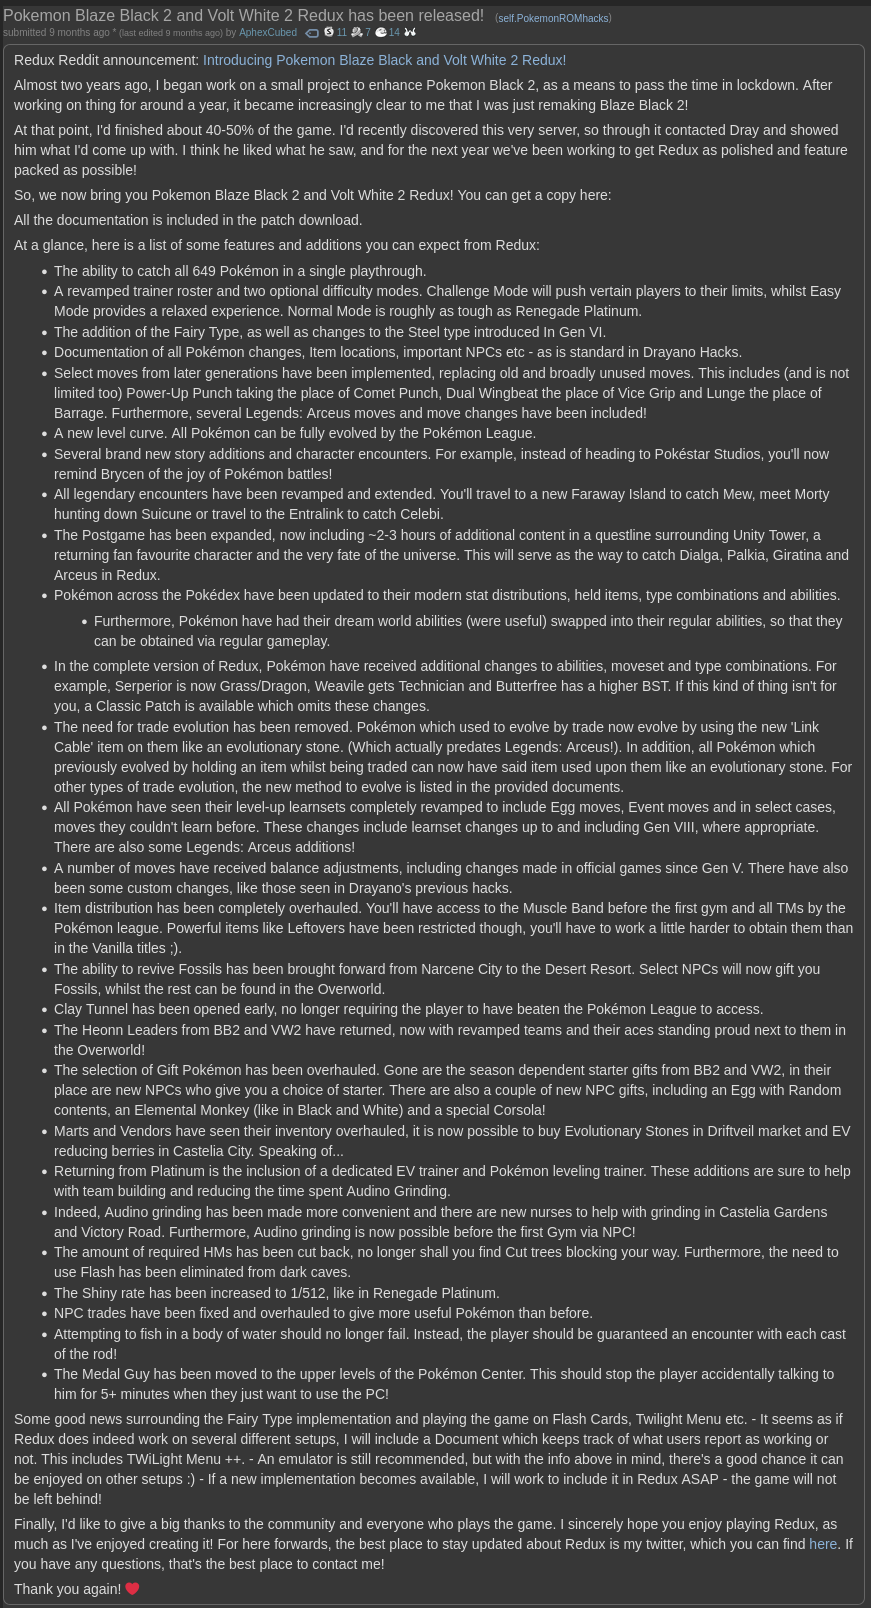 Pokemon Blaze Black 2 and Volt White 2 Redux has been released! (self.PokemonROMhacks)
submitted 9 months ago * (last edited 9 months ago) by AphexCubed 11 7 14
Redux Reddit announcement: Introducing Pokemon Blaze Black and Volt White 2 Redux!
Almost two years ago, I began work on a small project to enhance Pokemon Black 2, as a means to pass the time in lockdown. After
working on thing for around a year, it became increasingly clear to me that I was just remaking Blaze Black 2!
At that point, I'd finished about 40-50% of the game. I'd recently discovered this very server, so through it contacted Dray and showed
him what I'd come up with. I think he liked what he saw, and for the next year we've been working to get Redux as polished and feature
packed as possible!
So, we now bring you Pokemon Blaze Black 2 and Volt White 2 Redux! You can get a copy here:
All the documentation is included in the patch download.
At a glance, here is a list of some features and additions you can expect from Redux:
• The ability to catch all 649 Pokémon in a single playthrough.
• A revamped trainer roster and two optional difficulty modes. Challenge Mode will push vertain players to their limits, whilst Easy
Mode provides a relaxed experience. Normal Mode is roughly as tough as Renegade Platinum.
• The addition of the Fairy Type, as well as changes to the Steel type introduced In Gen VI.
• Documentation of all Pokémon changes, Item locations, important NPCs etc - as is standard in Drayano Hacks.
• Select moves from later generations have been implemented, replacing old and broadly unused moves. This includes (and is not
limited too) Power-Up Punch taking the place of Comet Punch, Dual Wingbeat the place of Vice Grip and Lunge the place of
Barrage. Furthermore, several Legends: Arceus moves and move changes have been included!
• A new level curve. All Pokémon can be fully evolved by the Pokémon League.
• Several brand new story additions and character encounters. For example, instead of heading to Pokéstar Studios, you'll now
remind Brycen of the joy of Pokémon battles!
• All legendary encounters have been revamped and extended. You'll travel to a new Faraway Island to catch Mew, meet Morty
hunting down Suicune or travel to the Entralink to catch Celebi.
• The Postgame has been expanded, now including ~2-3 hours of additional content in a questline surrounding Unity Tower, a
returning fan favourite character and the very fate of the universe. This will serve as the way to catch Dialga, Palkia, Giratina and
Arceus in Redux.
• Pokémon across the Pokédex have been updated to their modern stat distributions, held items, type combinations and abilities.
• Furthermore, Pokémon have had their dream world abilities (were useful) swapped into their regular abilities, so that they
can be obtained via regular gameplay.
• In the complete version of Redux, Pokémon have received additional changes to abilities, moveset and type combinations. For
example, Serperior is now Grass/Dragon, Weavile gets Technician and Butterfree has a higher BST. If this kind of thing isn't for
you, a Classic Patch is available which omits these changes.
• The need for trade evolution has been removed. Pokémon which used to evolve by trade now evolve by using the new 'Link
Cable' item on them like an evolutionary stone. (Which actually predates Legends: Arceus!). In addition, all Pokémon which
previously evolved by holding an item whilst being traded can now have said item used upon them like an evolutionary stone. For
other types of trade evolution, the new method to evolve is listed in the provided documents.
• All Pokémon have seen their level-up learnsets completely revamped to include Egg moves, Event moves and in select cases,
moves they couldn't learn before. These changes include learnset changes up to and including Gen VIII, where appropriate.
There are also some Legends: Arceus additions!
• A number of moves have received balance adjustments, including changes made in official games since Gen V. There have also
been some custom changes, like those seen in Drayano's previous hacks.
• Item distribution has been completely overhauled. You'll have access to the Muscle Band before the first gym and all TMs by the
Pokémon league. Powerful items like Leftovers have been restricted though, you'll have to work a little harder to obtain them than
in the Vanilla titles ;).
• The ability to revive Fossils has been brought forward from Narcene City to the Desert Resort. Select NPCs will now gift you
Fossils, whilst the rest can be found in the Overworld.
• Clay Tunnel has been opened early, no longer requiring the player to have beaten the Pokémon League to access.
• The Heonn Leaders from BB2 and VW2 have returned, now with revamped teams and their aces standing proud next to them in
the Overworld!
• The selection of Gift Pokémon has been overhauled. Gone are the season dependent starter gifts from BB2 and VW2, in their
place are new NPCs who give you a choice of starter. There are also a couple of new NPC gifts, including an Egg with Random
contents, an Elemental Monkey (like in Black and White) and a special Corsola!
• Marts and Vendors have seen their inventory overhauled, it is now possible to buy Evolutionary Stones in Driftveil market and EV
reducing berries in Castelia City. Speaking of...
• Returning from Platinum is the inclusion of a dedicated EV trainer and Pokémon leveling trainer. These additions are sure to help
with team building and reducing the time spent Audino Grinding.
• Indeed, Audino grinding has been made more convenient and there are new nurses to help with grinding in Castelia Gardens
and Victory Road. Furthermore, Audino grinding is now possible before the first Gym via NPC!
• The amount of required HMs has been cut back, no longer shall you find Cut trees blocking your way. Furthermore, the need to
use Flash has been eliminated from dark caves.
• The Shiny rate has been increased to 1/512, like in Renegade Platinum.
• NPC trades have been fixed and overhauled to give more useful Pokémon than before.
• Attempting to fish in a body of water should no longer fail. Instead, the player should be guaranteed an encounter with each cast
of the rod!
• The Medal Guy has been moved to the upper levels of the Pokémon Center. This should stop the player accidentally talking to
him for 5+ minutes when they just want to use the PC!
Some good news surrounding the Fairy Type implementation and playing the game on Flash Cards, Twilight Menu etc. - It seems as if
Redux does indeed work on several different setups, I will include a Document which keeps track of what users report as working or
not. This includes TWiLight Menu ++. - An emulator is still recommended, but with the info above in mind, there's a good chance it can
be enjoyed on other setups :) - If a new implementation becomes available, I will work to include it in Redux ASAP - the game will not
be left behind!
Finally, I'd like to give a big thanks to the community and everyone who plays the game. I sincerely hope you enjoy playing Redux, as
much as I've enjoyed creating it! For here forwards, the best place to stay updated about Redux is my twitter, which you can find here. If
you have any questions, that's the best place to contact me!
Thank you again! ❤